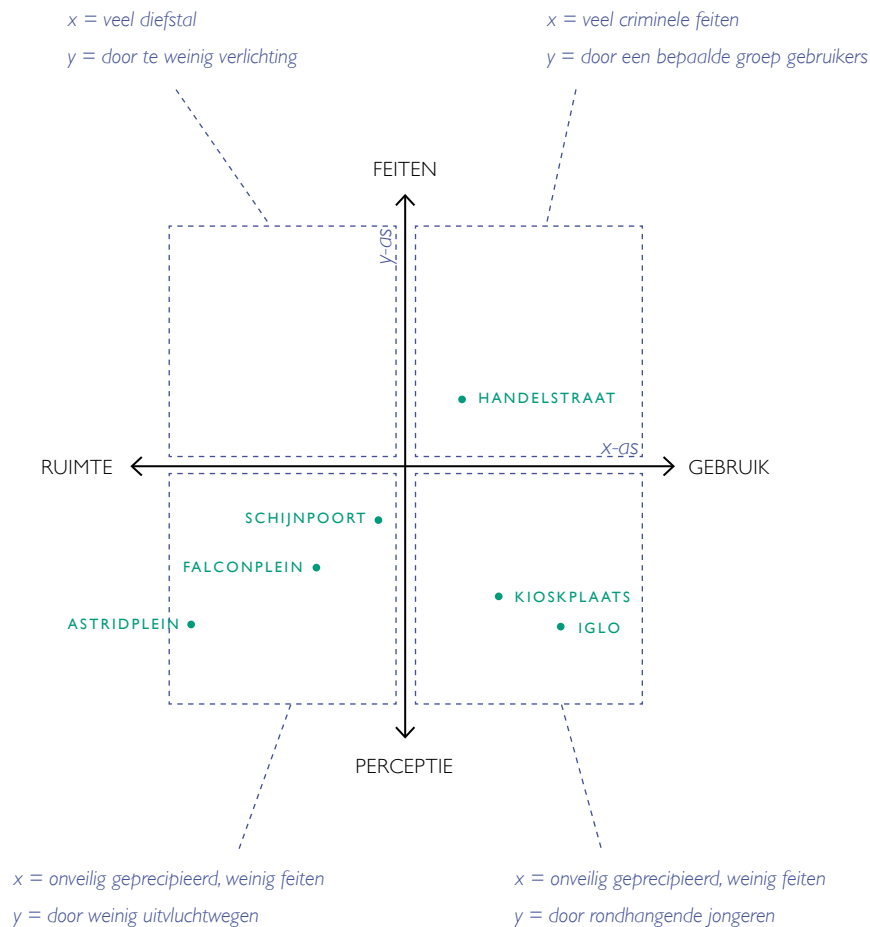 x = veel diefstal
y = door te weinig verlichting
x = veel criminele feiten
y = door een bepaalde groep gebruikers
FEITEN
y-as
HANDELSTRAAT
x-as
RUIMTE
GEBRUIK
SCHIJNPOORT
FALCONPLEIN
ASTRIDPLEIN
KIOSKPLAATS
IGLO
PERCEPTIE
x = onveilig geprecipieerd, weinig feiten
y = door weinig uitvluchtwegen
x = onveilig geprecipieerd, weinig feiten
y = door rondhangende jongeren